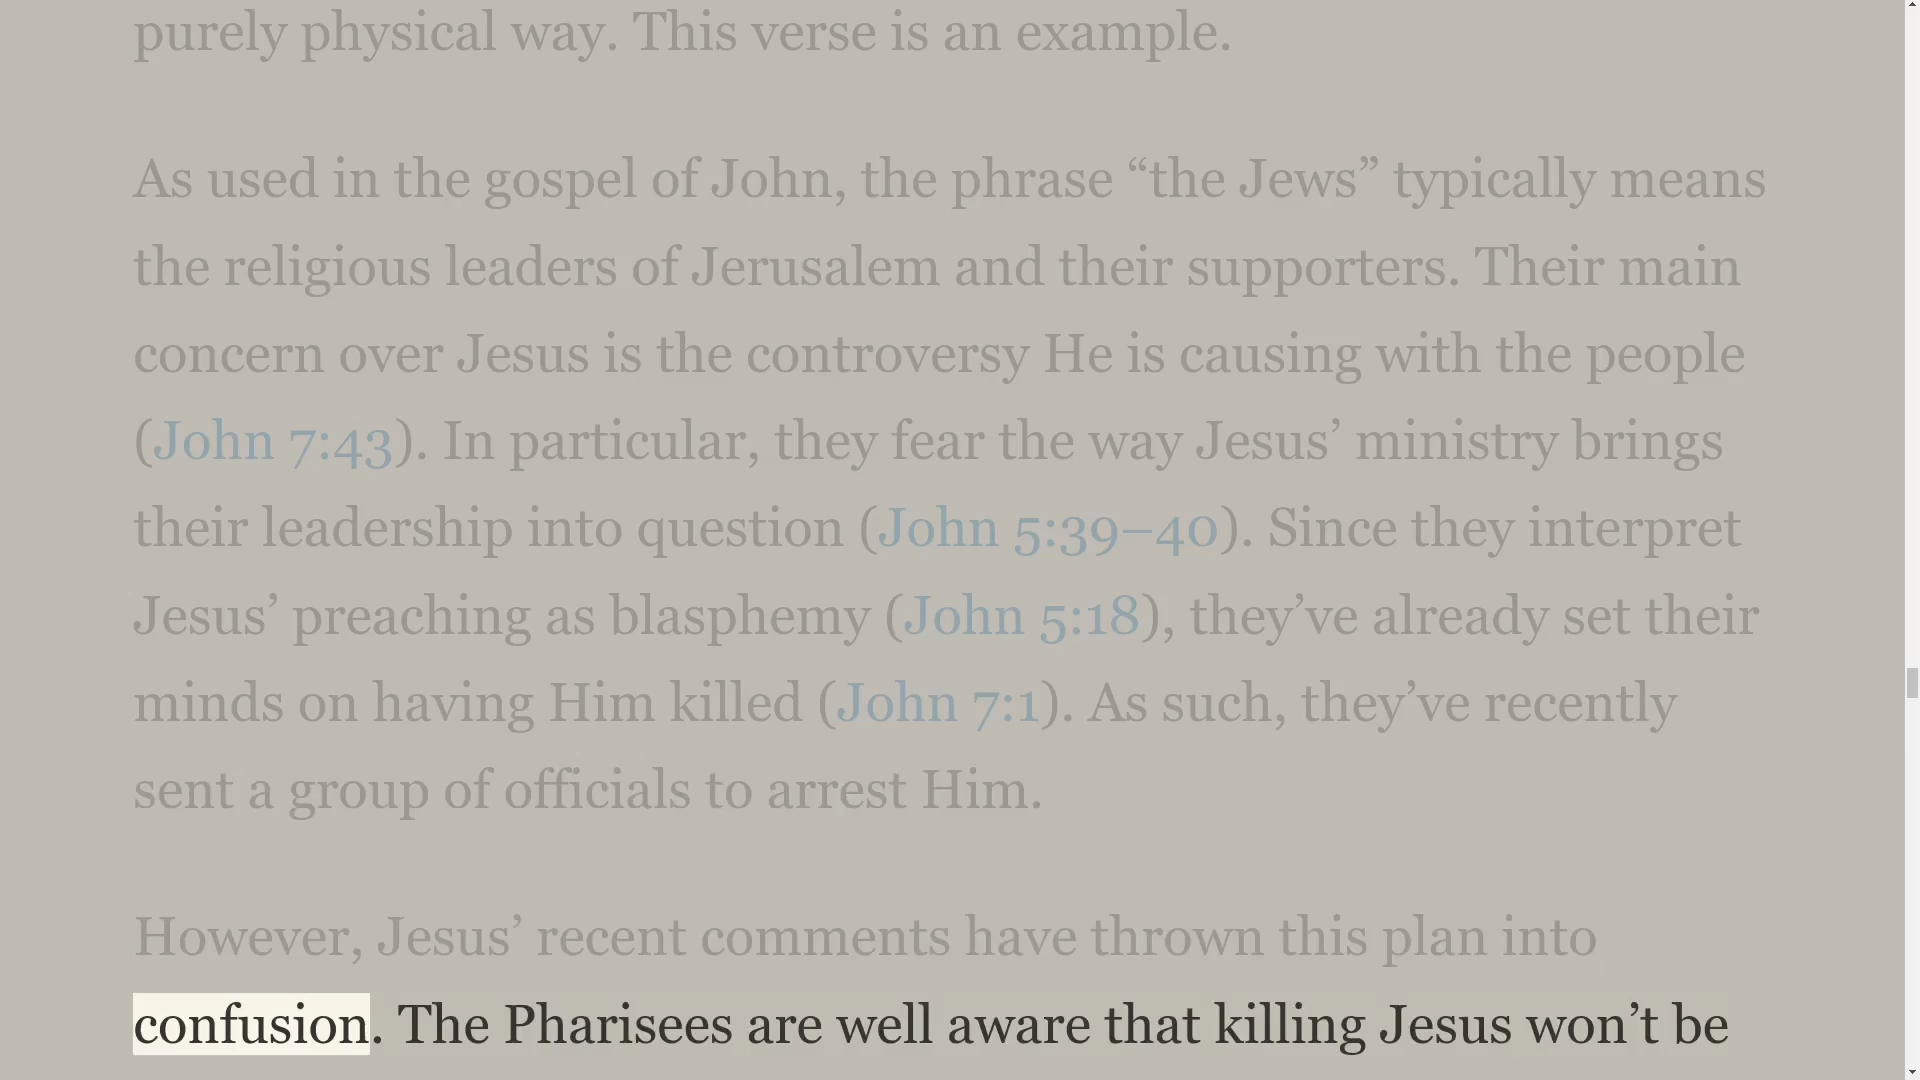 purely physical way. This verse is an example.
As used in the gospel of John, the phrase “the Jews” typically means
the religious leaders of Jerusalem and their supporters. Their main
concern over Jesus is the controversy He is causing with the people
(John 7:43). In particular, they fear the way Jesus’ ministry brings
their leadership into question (John 5:39–40). Since they interpret
Jesus’ preaching as blasphemy (John 5:18), they’ve already set their
minds on having Him killed (John 7:1). As such, they’ve recently
sent a group of officials to arrest Him.
However, Jesus’ recent comments have thrown this plan into
confusion. The Pharisees are well aware that killing Jesus won’t be